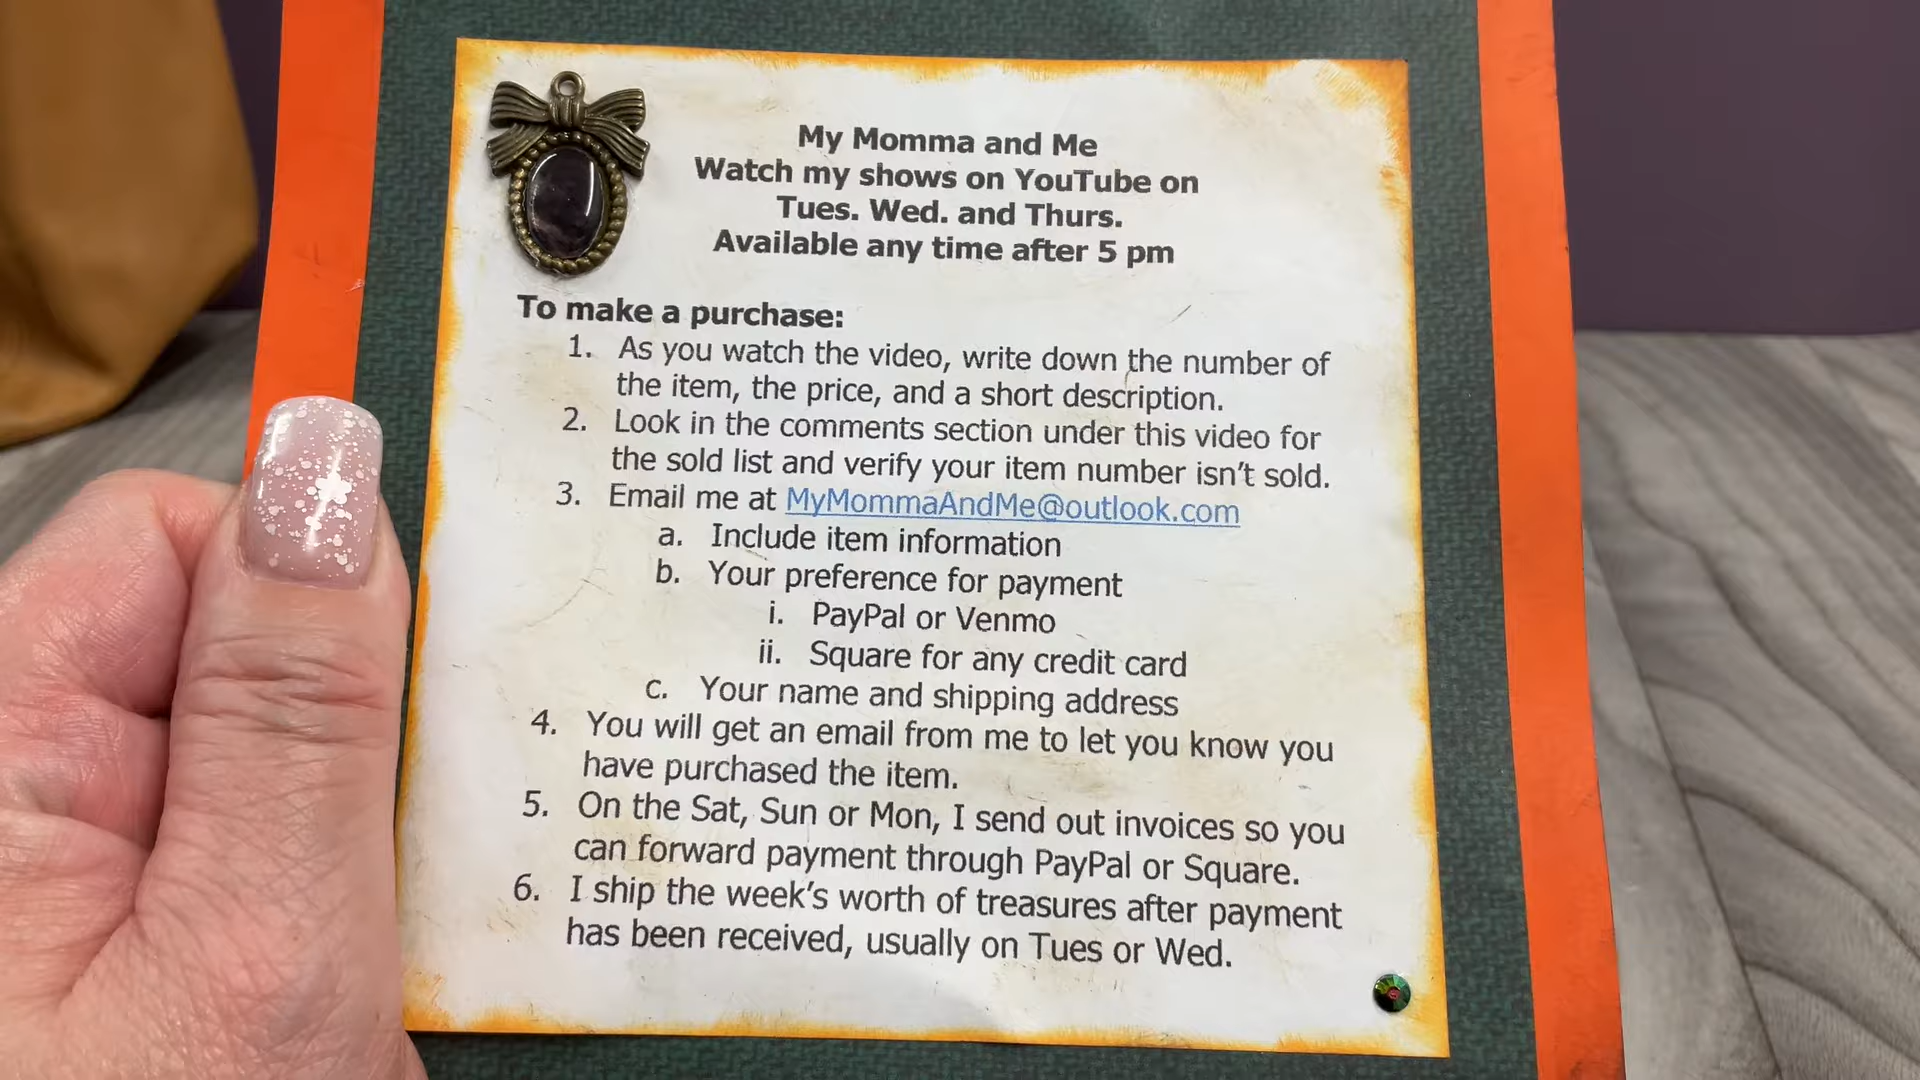 My Momma and Me
Watch my shows on YouTube on
Tues. Wed. and Thurs.
Available any time after 5 pm
To make a purchase:
1. As you watch the video, write down the number of
the item, the price, and a short description.
2. Look in the comments section under this video for
the sold list and verify your item number isn't sold.
3. Email me at MyMommaAndMe@outlook.com
a. Include item information
b. Your preference for payment
i. PayPal or Venmo
ii. Square for any credit card
c. Your name and shipping address
4. You will get an email from me to let you know you
have purchased the item.
5. On the Sat, Sun or Mon, I send out invoices so you
can forward payment through PayPal or Square.
6. I ship the week's worth of treasures after payment
has been received, usually on Tues or Wed.